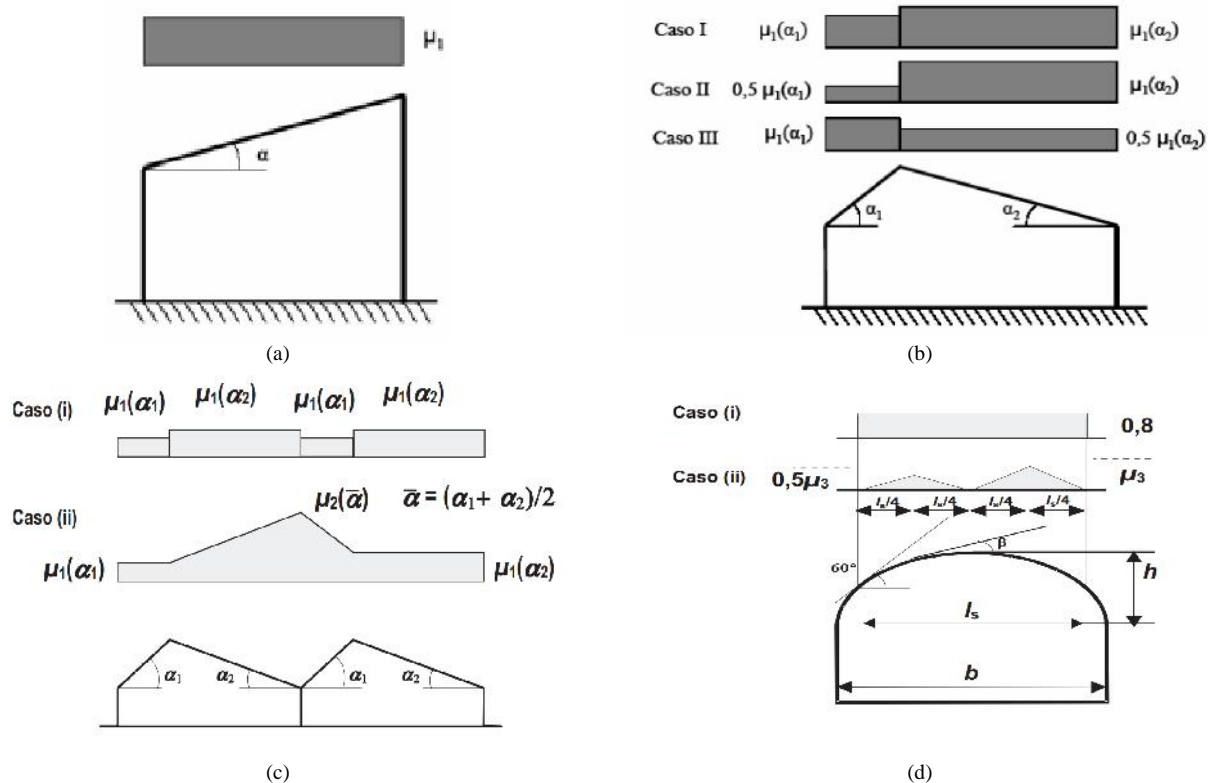 μ₁
α
(a)
Caso I μ₁(α₁) μ₁(α₂)
Caso II 0,5 μ₁(α₁) μ₁(α₂)
Caso III μ₁(α₁) 0,5 μ₁(α₂)
α₁ α₂
(b)
μ₁(α₁) μ₁(α₂) μ₁(α₁) μ₁(α₂)
Caso (i)
μ₂(ᾱ) ᾱ = (α₁+ α₂)/2
Caso (ii)
μ₁(α₁) μ₁(α₂)
α₁ α₂ α₁ α₂
(c)
Caso (i) 0,8
Caso (ii) 0,5μ₃ μ₃
lₛ/4 lₛ/4 lₛ/4 lₛ/4
β
60°
h
lₛ
b
(d)